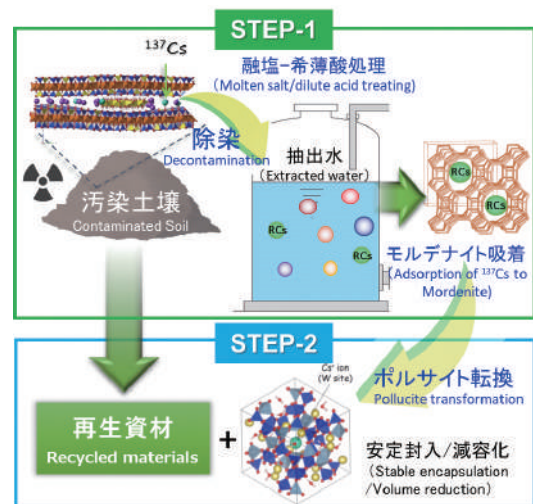 STEP-1
¹³⁷Cs
融塩-希薄酸処理
(Molten salt/dilute acid treating)
除染
Decontamination
抽出水
(Extracted water)
汚染土壌
Contaminated Soil
RCs
RCs
RCs
RCs
モルデナイト吸着
(Adsorption of ¹³⁷Cs to
Mordenite)
STEP-2
再生資材
Recycled materials
+
Cs⁺ ion
(W site)
ポルサイト転換
Pollucite transformation
安定封入/減容化
(Stable encapsulation
/Volume reduction)